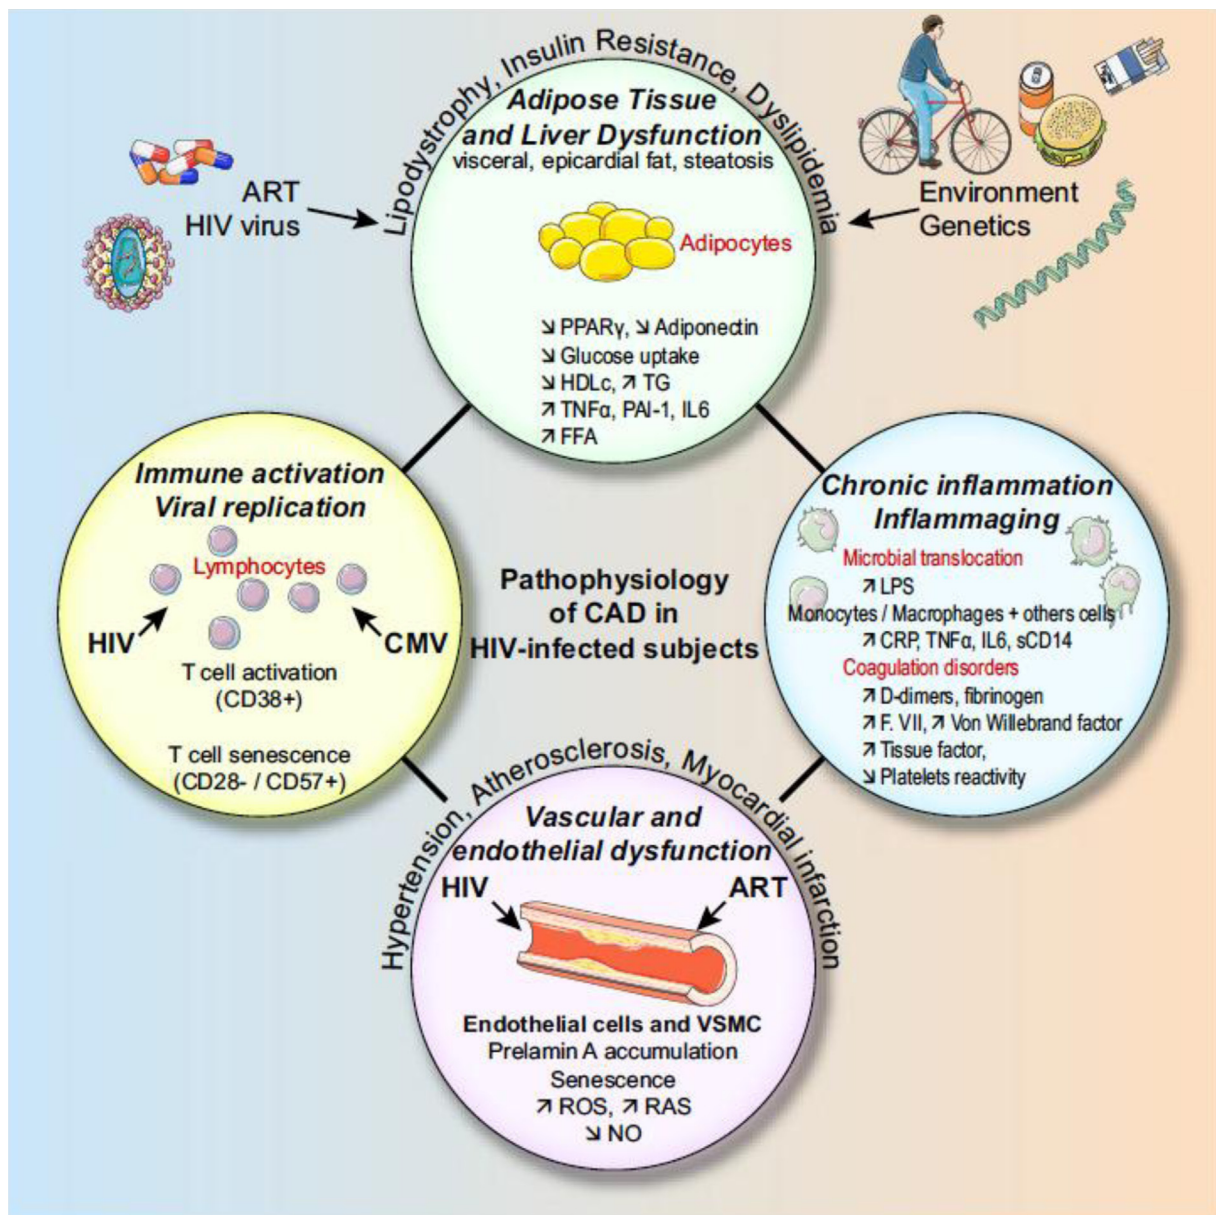 Lipodystrophy, Insulin Resistance, Dyslipidemia
Adipose Tissue
and Liver Dysfunction
visceral, epicardial fat, steatosis
Adipocytes
↘ PPARγ, ↘ Adiponectin
↘ Glucose uptake
↘ HDLc, ↗ TG
↗ TNFα, PAI-1, IL6
↗ FFA
ART
HIV virus
Environment
Genetics
Immune activation
Viral replication
Lymphocytes
HIV
CMV
T cell activation
(CD38+)
T cell senescence
(CD28- / CD57+)
Pathophysiology
of CAD in
HIV-infected subjects
Chronic inflammation
Inflammaging
Microbial translocation
↗ LPS
Monocytes / Macrophages + others cells
↗ CRP, TNFα, IL6, sCD14
Coagulation disorders
↗ D-dimers, fibrinogen
↗ F. VII, ↗ Von Willebrand factor
↗ Tissue factor,
↘ Platelets reactivity
Hypertension, Atherosclerosis, Myocardial infarction
Vascular and
endothelial dysfunction
HIV
ART
Endothelial cells and VSMC
Prelamin A accumulation
Senescence
↗ ROS, ↗ RAS
↘ NO